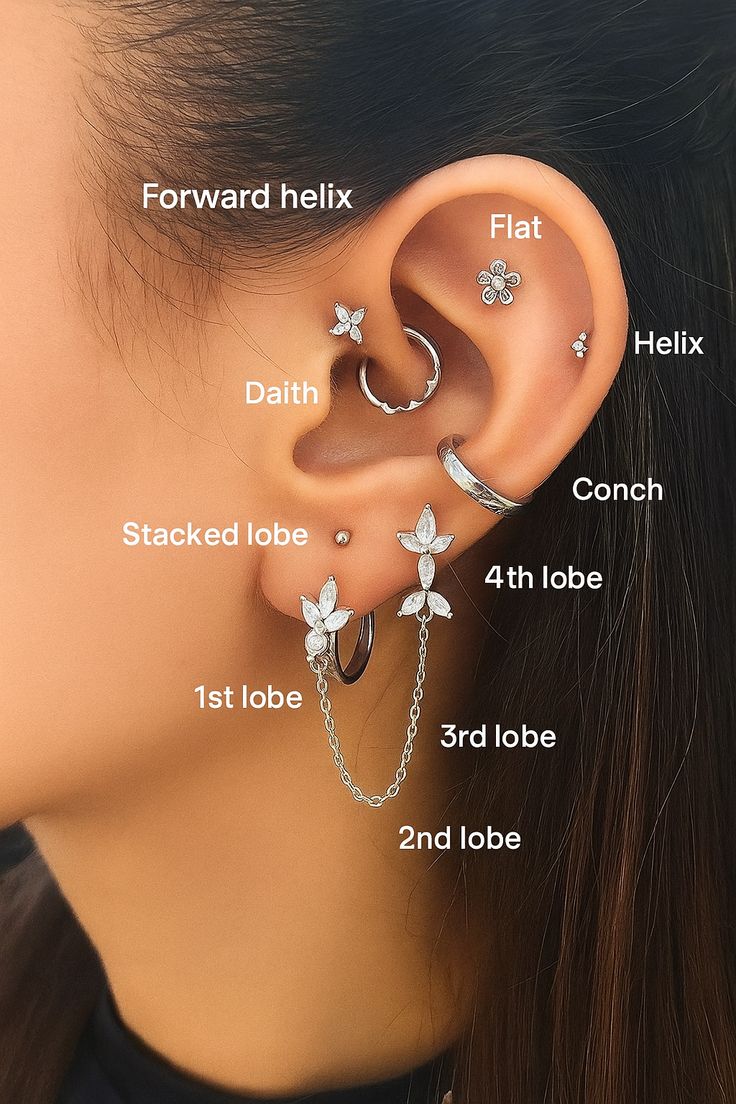 Forward helix
Flat
Helix
Daith
Conch
Stacked lobe
4th lobe
1st lobe
3rd lobe
2nd lobe